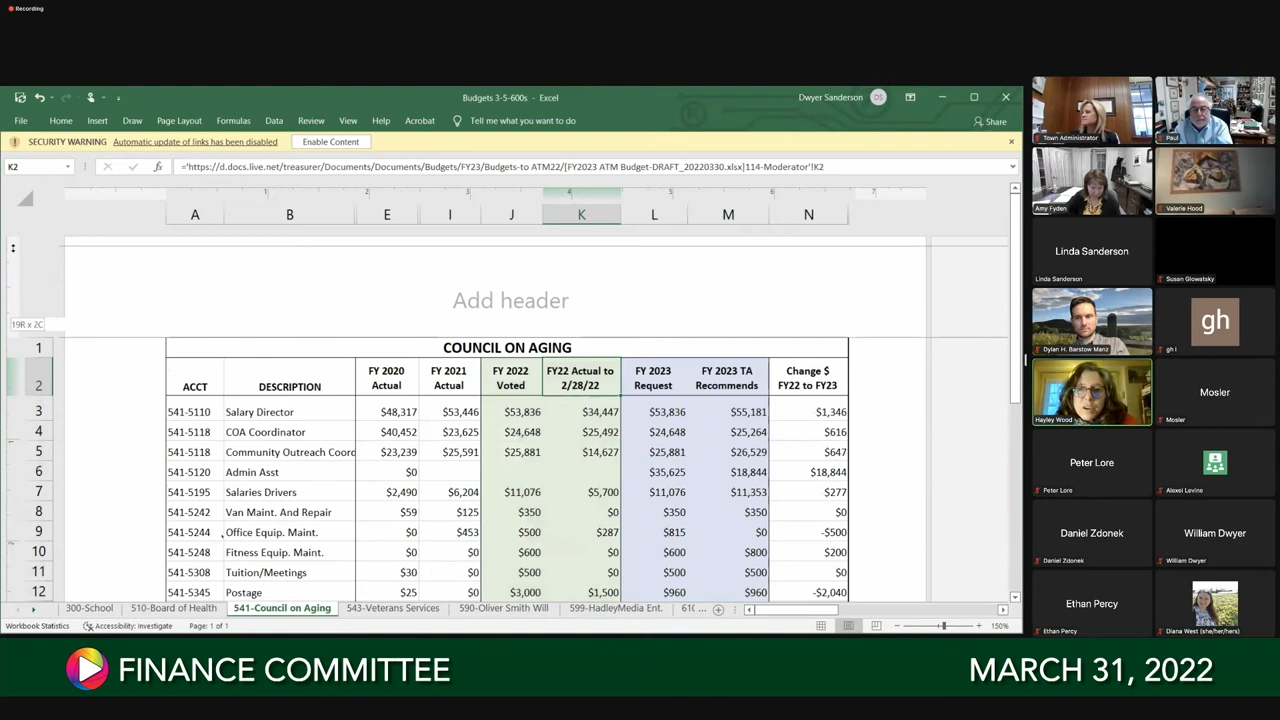 Recording
Budgets 3-5-600s - Excel
Dwyer Sanderson DS
File Home Insert Draw Page Layout Formulas Data Review View Help Acrobat Tell me what you want to do Share
SECURITY WARNING Automatic update of links has been disabled Enable Content
K2 fx ='https://d.docs.live.net/treasurer/Documents/Documents/Budgets/FY23/Budgets-to ATM22/[FY2023 ATM Budget-DRAFT_20220330.xlsx]114-Moderator'!K2
1 2 3 4 5 6 7
A B E I J K L M N
Add header
19R x 2C
1 COUNCIL ON AGING
2 ACCT DESCRIPTION FY 2020 Actual FY 2021 Actual FY 2022 Voted FY22 Actual to 2/28/22 FY 2023 Request FY 2023 TA Recommends Change $ FY22 to FY23
3 541-5110 Salary Director $48,317 $53,446 $53,836 $34,447 $53,836 $55,181 $1,346
4 541-5118 COA Coordinator $40,452 $23,625 $24,648 $25,492 $24,648 $25,264 $616
5 541-5118 Community Outreach Coord $23,239 $25,591 $25,881 $14,627 $25,881 $26,529 $647
6 541-5120 Admin Asst $0 $35,625 $18,844 $18,844
7 541-5195 Salaries Drivers $2,490 $6,204 $11,076 $5,700 $11,076 $11,353 $277
8 541-5242 Van Maint. And Repair $59 $125 $350 $0 $350 $350 $0
9 541-5244 Office Equip. Maint. $0 $453 $500 $287 $815 $0 -$500
10 541-5248 Fitness Equip. Maint. $0 $0 $600 $0 $600 $800 $200
11 541-5308 Tuition/Meetings $30 $0 $500 $0 $500 $500 $0
12 541-5345 Postage $25 $0 $3,000 $1,500 $960 $960 -$2,040
300-School 510-Board of Health 541-Council on Aging 543-Veterans Services 590-Oliver Smith Will 599-HadleyMedia Ent. 610 ...
Workbook Statistics Accessibility: Investigate Page: 1 of 1 150%
Town Administrator
Paul
Amy Fyden
Valerie Hood
Linda Sanderson
Linda Sanderson
Susan Glowatsky
Dylan H. Barstow Manz
gh
gh l
Hayley Wood
Mosler
Mosler
Peter Lore
Peter Lore
Alexei Levine
Daniel Zdonek
Daniel Zdonek
William Dwyer
William Dwyer
Ethan Percy
Ethan Percy
Diana West (she/her/hers)
FINANCE COMMITTEE
MARCH 31, 2022